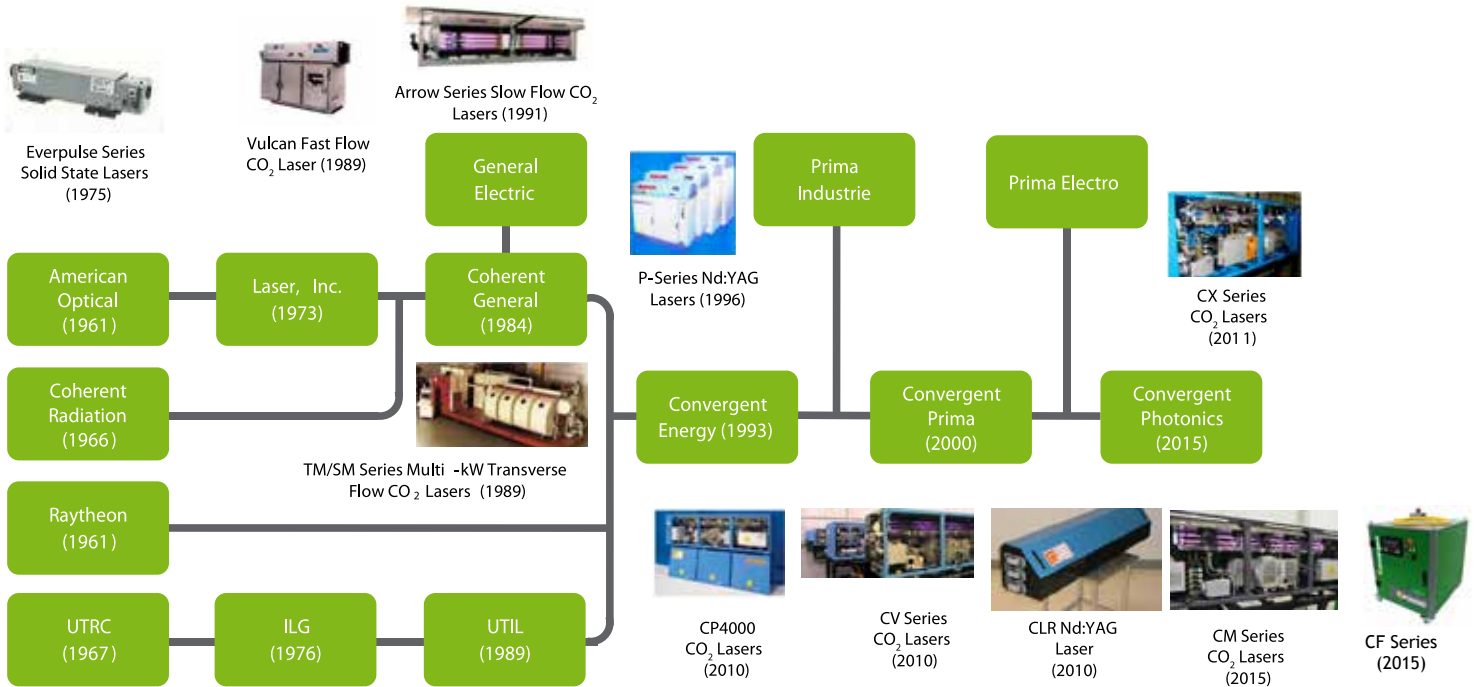 Arrow Series Slow Flow CO₂
Lasers (1991)
Everpulse Series
Solid State Lasers
(1975)
Vulcan Fast Flow
CO₂ Laser (1989)
General
Electric
Prima
Industrie
Prima Electro
P-Series Nd:YAG
Lasers (1996)
CX Series
CO₂ Lasers
(2011)
American
Optical
(1961)
Laser, Inc.
(1973)
Coherent
General
(1984)
Coherent
Radiation
(1966)
TM/SM Series Multi -kW Transverse
Flow CO₂ Lasers (1989)
Convergent
Energy (1993)
Convergent
Prima
(2000)
Convergent
Photonics
(2015)
Raytheon
(1961)
UTRC
(1967)
ILG
(1976)
UTIL
(1989)
CP4000
CO₂ Lasers
(2010)
CV Series
CO₂ Lasers
(2010)
CLR Nd:YAG
Laser
(2010)
CM Series
CO₂ Lasers
(2015)
CF Series
(2015)